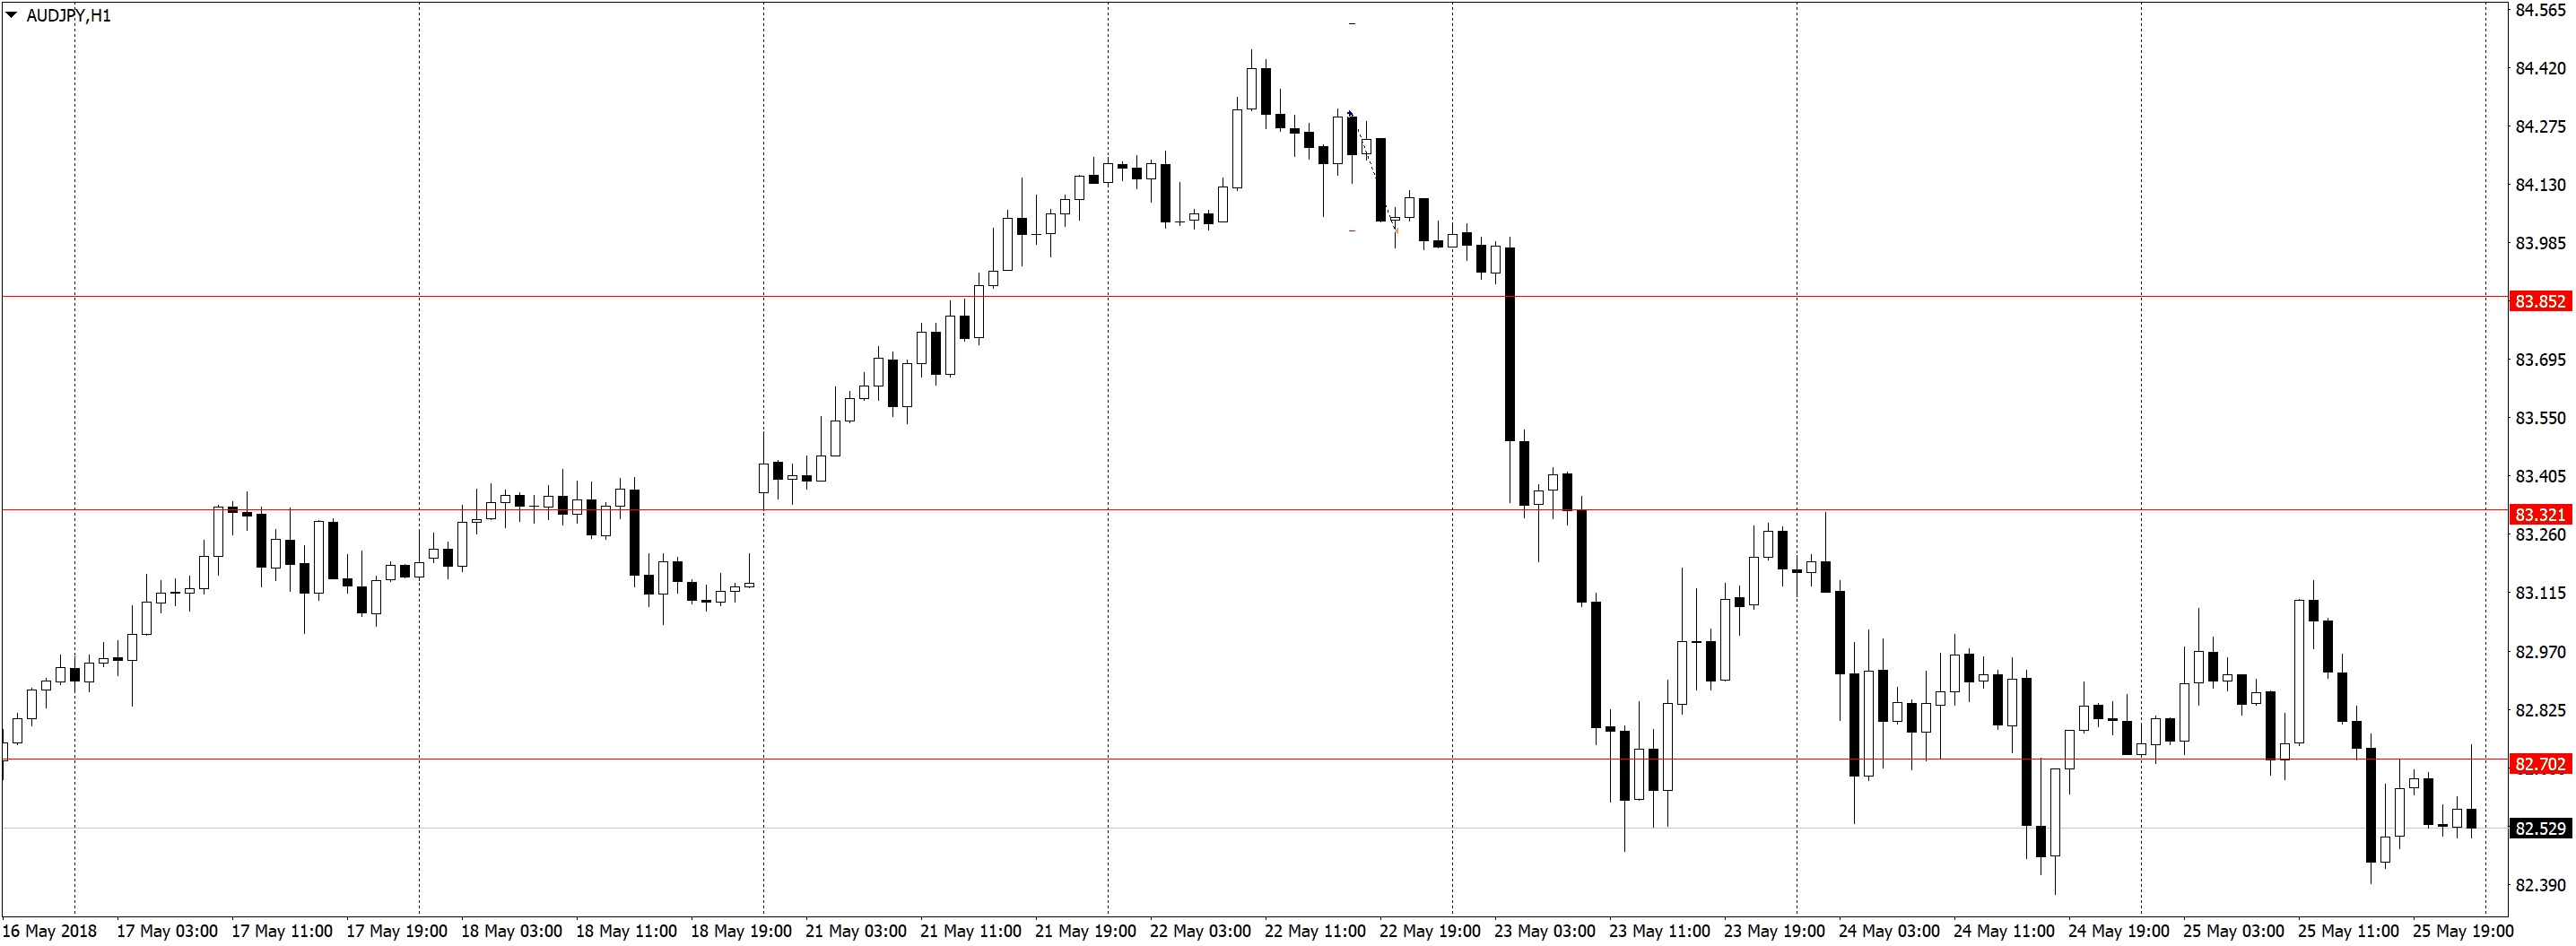 AUDJPY,H1
84.565
84.420
84.275
84.130
83.985
83.852
83.695
83.550
83.405
83.321
83.260
83.115
82.970
82.825
82.702
82.529
82.390
16 May 2018
17 May 03:00
17 May 11:00
17 May 19:00
18 May 03:00
18 May 11:00
18 May 19:00
21 May 03:00
21 May 11:00
21 May 19:00
22 May 03:00
22 May 11:00
22 May 19:00
23 May 03:00
23 May 11:00
23 May 19:00
24 May 03:00
24 May 11:00
24 May 19:00
25 May 03:00
25 May 11:00
25 May 19:00